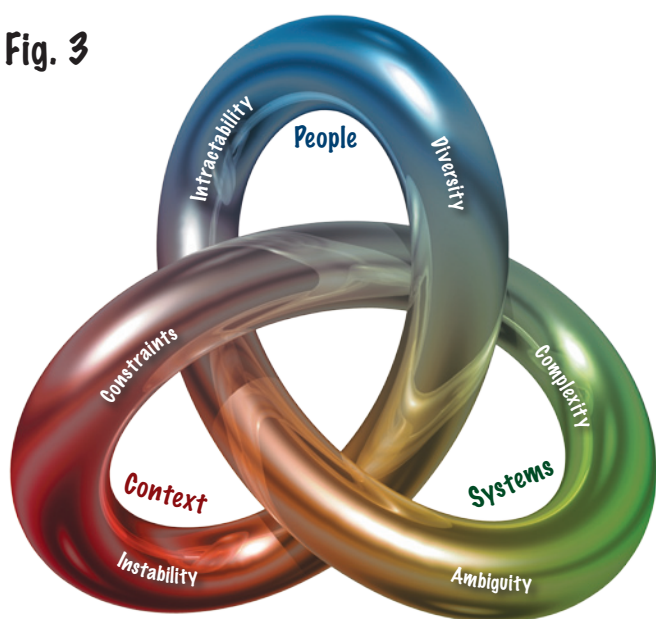 Fig. 3
People
Intractability
Diversity
Constraints
Complexity
Context
Systems
Instability
Ambiguity